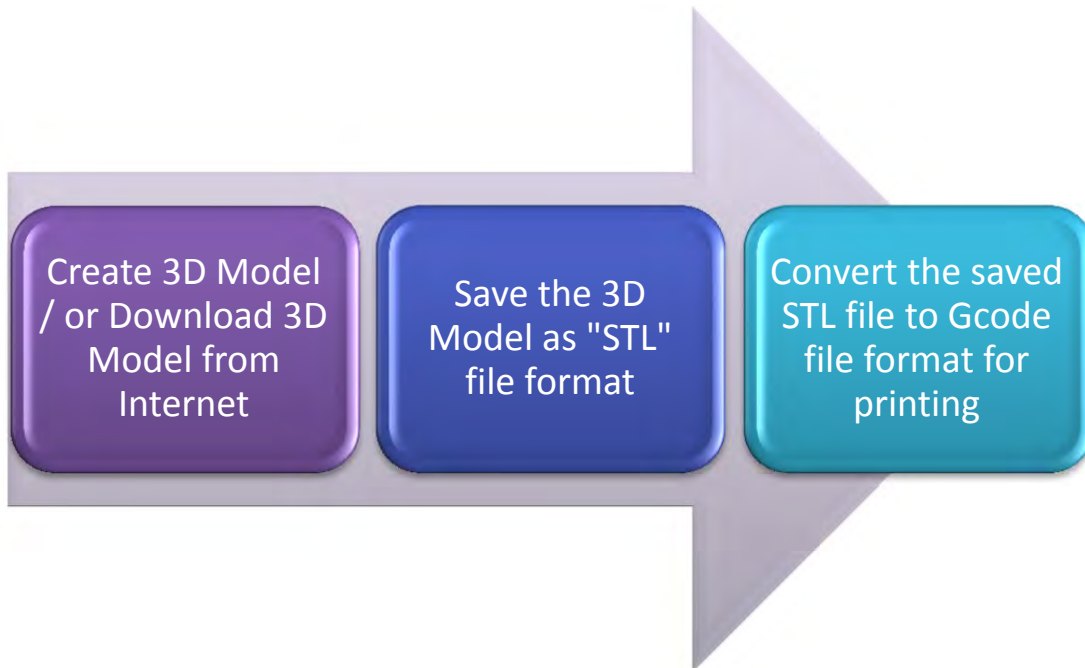 Create 3D Model
/ or Download 3D
Model from
Internet
Save the 3D
Model as "STL"
file format
Convert the saved
STL file to Gcode
file format for
printing